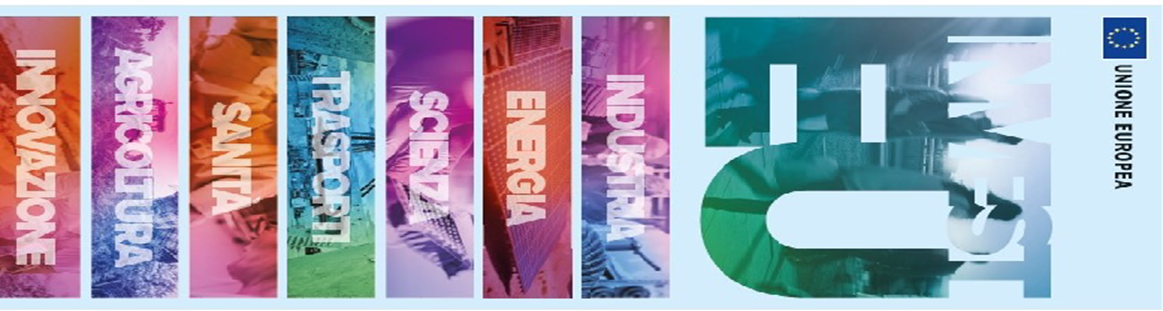 UNIONE EUROPEA
INVEST
EU
INDUSTRIA
ENERGIA
SCIENZA
TRASPORTI
SANITÀ
AGRICOLTURA
INNOVAZIONE